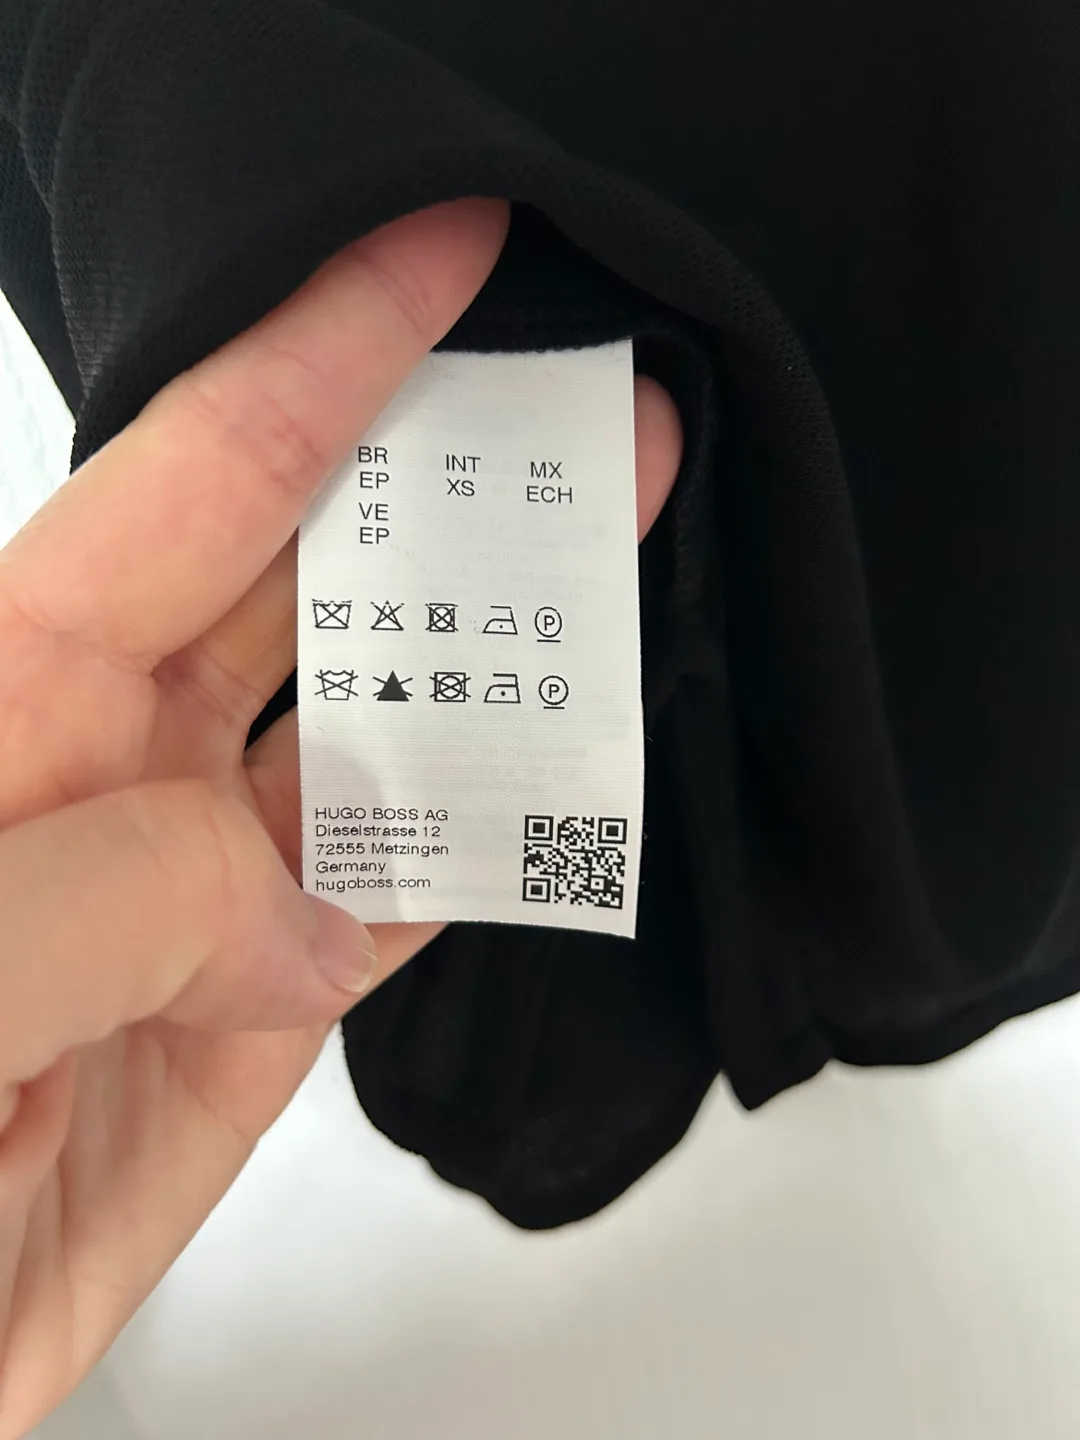 BR INT MX
EP XS ECH
VE
EP
P
P
HUGO BOSS AG
Dieselstrasse 12
72555 Metzingen
Germany
hugoboss.com